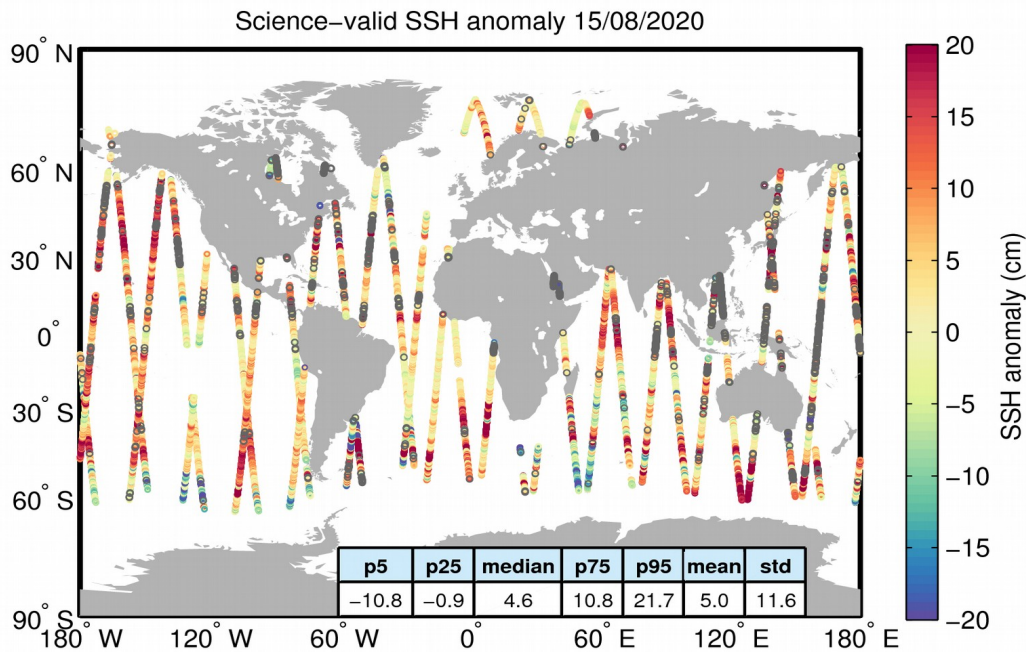 Science−valid SSH anomaly 15/08/2020
90° N
60° N
30° N
0°
30° S
60° S
90° S
180° W
120° W
60° W
0°
60° E
120° E
180° E
p5 p25 median p75 p95 mean std
−10.8 −0.9 4.6 10.8 21.7 5.0 11.6
20
15
10
5
0
−5
−10
−15
−20
SSH anomaly (cm)